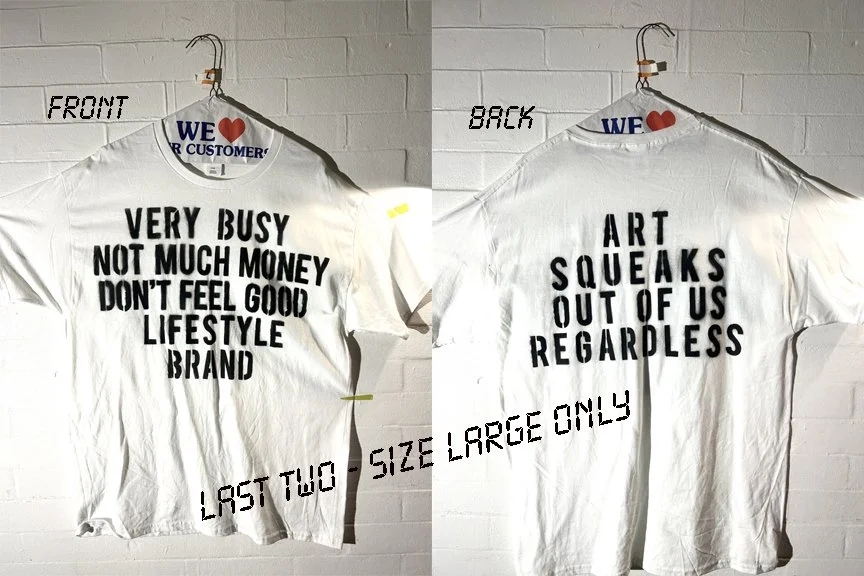 FRONT
WE ❤
R CUSTOMERS
VERY BUSY
NOT MUCH MONEY
DON'T FEEL GOOD
LIFESTYLE
BRAND
BACK
WE ❤
ART
SQUEAKS
OUT OF US
REGARDLESS
LAST TWO - SIZE LARGE ONLY